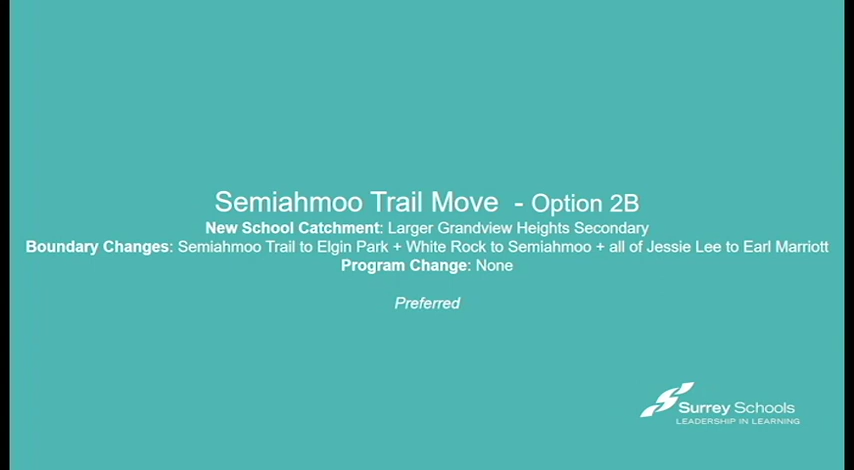 Semiahmoo Trail Move - Option 2B
New School Catchment: Larger Grandview Heights Secondary
Boundary Changes: Semiahmoo Trail to Elgin Park + White Rock to Semiahmoo + all of Jessie Lee to Earl Marriott
Program Change: None
Preferred
Surrey Schools
LEADERSHIP IN LEARNING